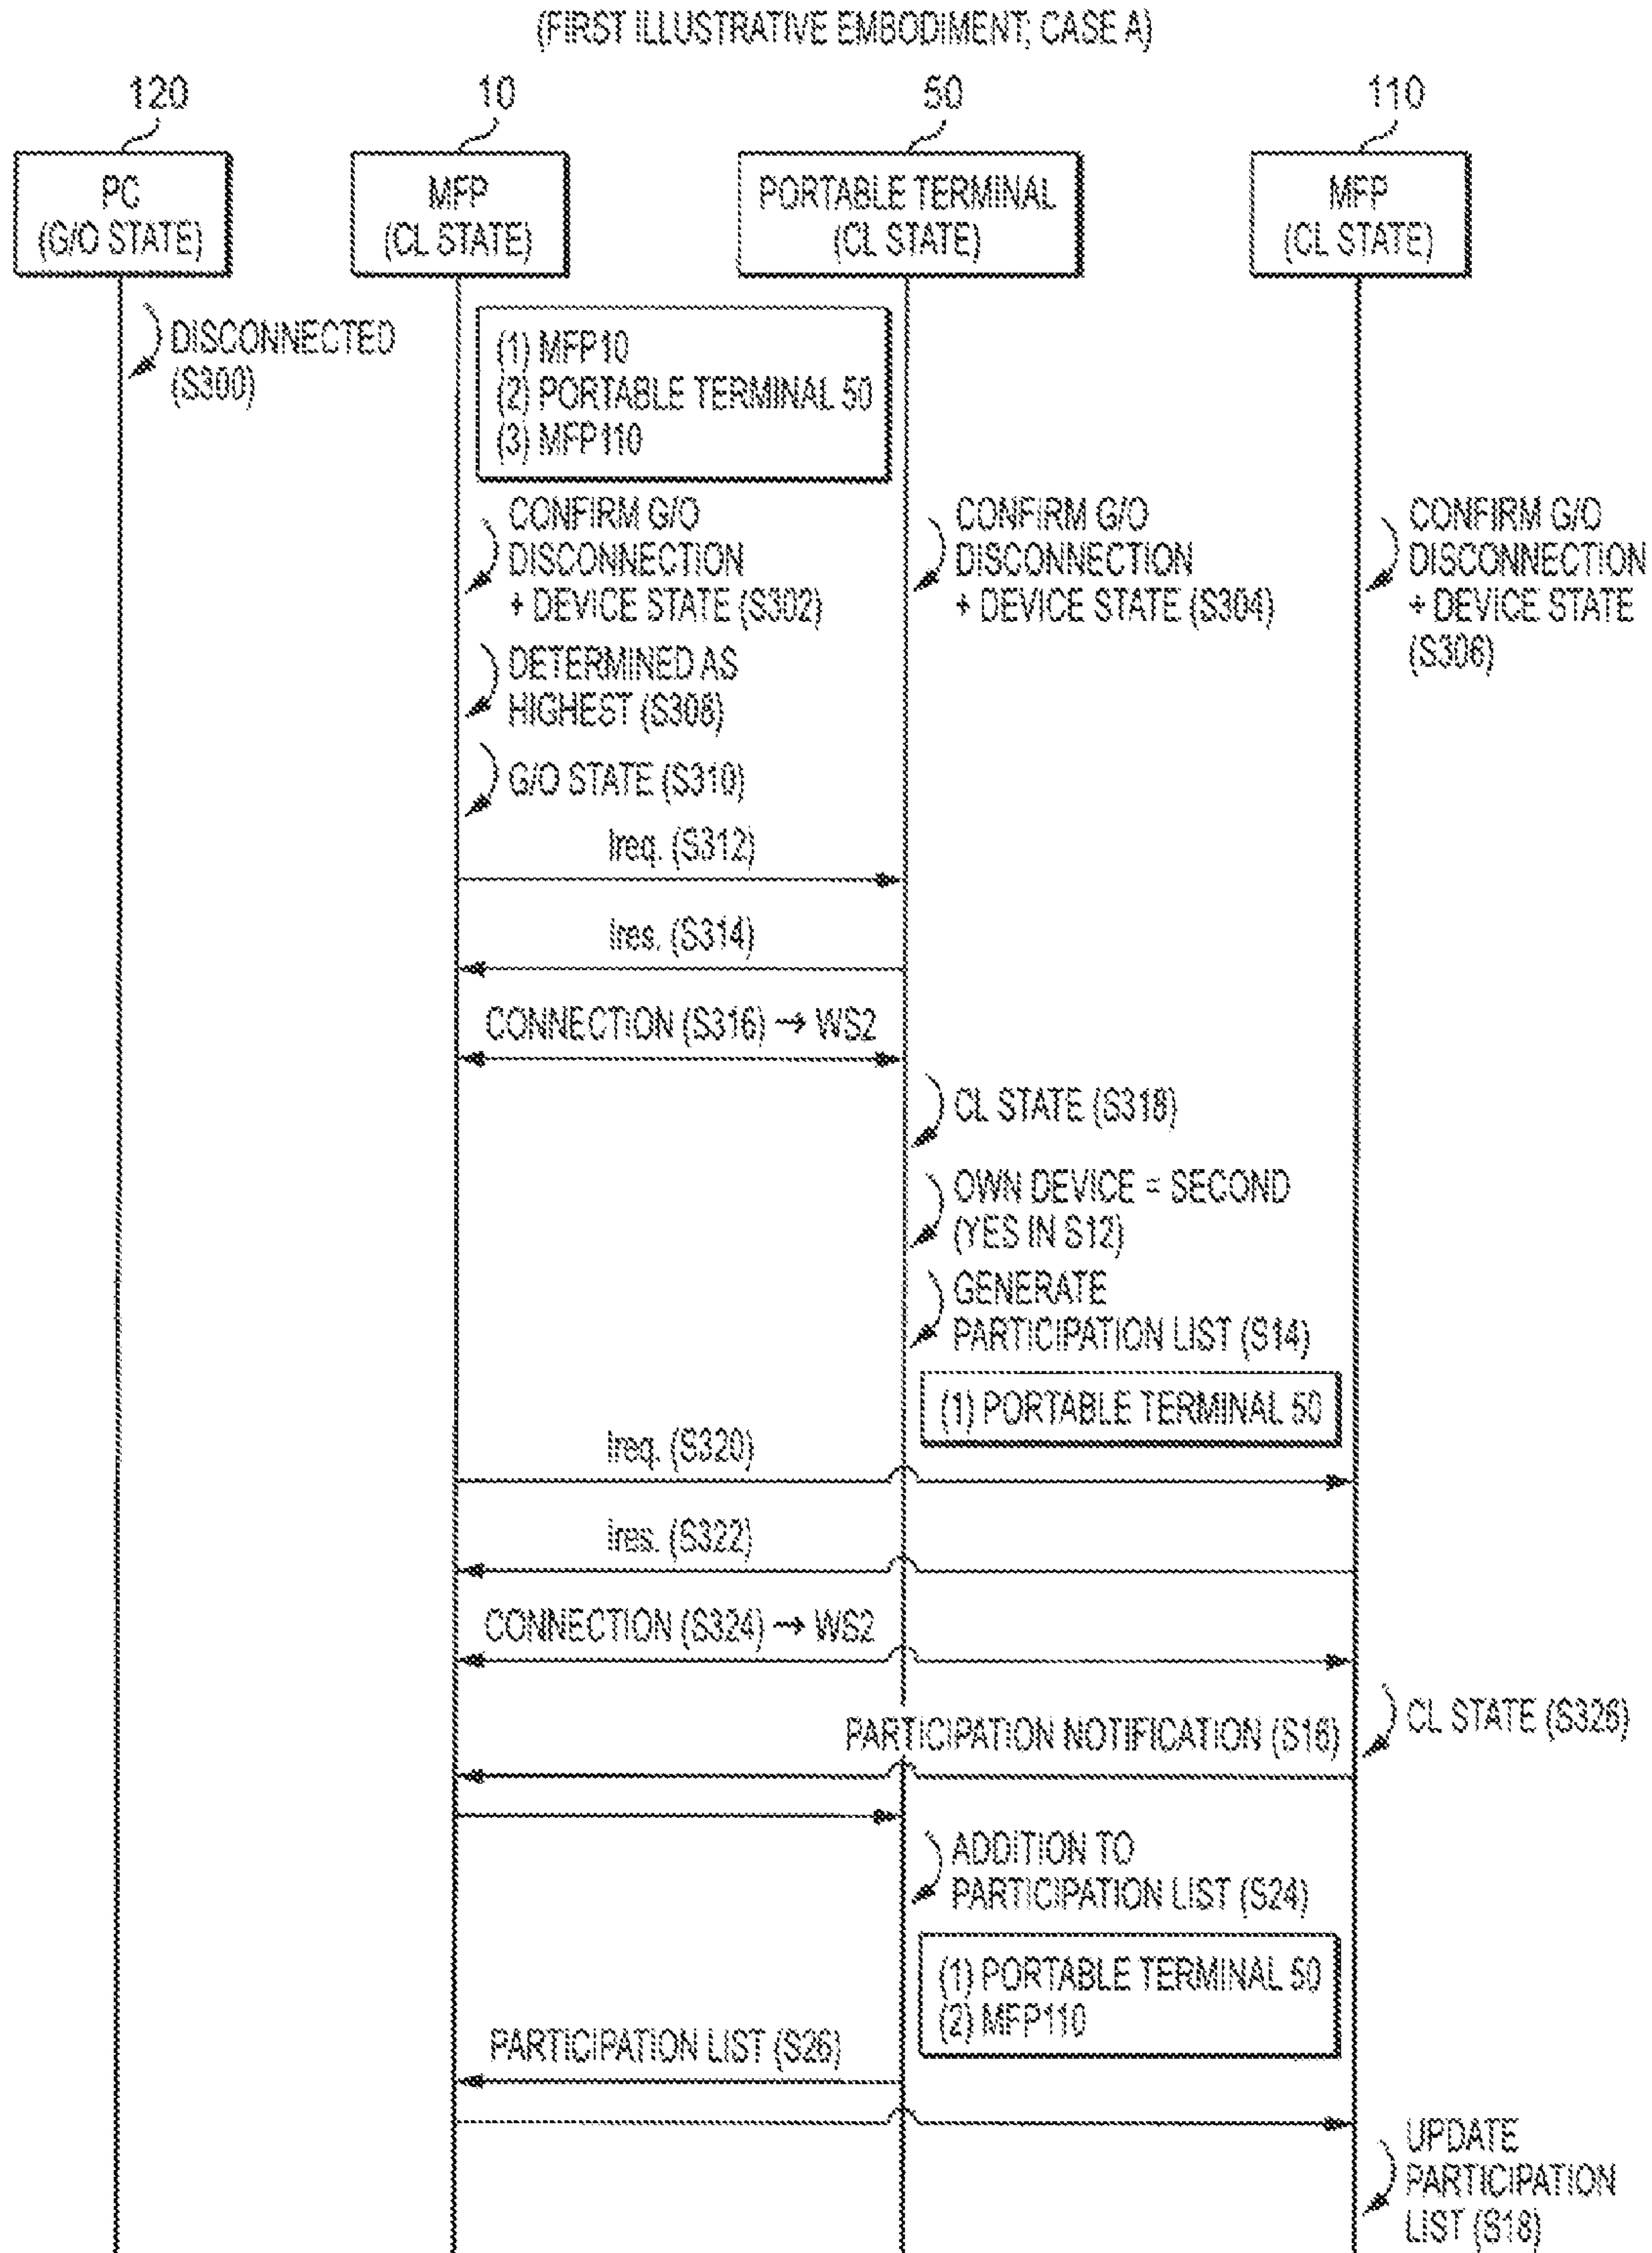 (FIRST ILLUSTRATIVE EMBODIMENT; CASE A)
120
10
50
110
PC
(G/O STATE)
MFP
(CL STATE)
PORTABLE TERMINAL
(CL STATE)
MFP
(CL STATE)
DISCONNECTED
(S300)
(1) MFP10
(2) PORTABLE TERMINAL 50
(3) MFP110
CONFIRM G/O
DISCONNECTION
+ DEVICE STATE (S302)
CONFIRM G/O
DISCONNECTION
+ DEVICE STATE (S304)
CONFIRM G/O
DISCONNECTION
+ DEVICE STATE
(S306)
DETERMINED AS
HIGHEST (S308)
G/O STATE (S310)
Ireq. (S312)
Ires. (S314)
CONNECTION (S316) → WS2
CL STATE (S318)
OWN DEVICE = SECOND
(YES IN S12)
GENERATE
PARTICIPATION LIST (S14)
(1) PORTABLE TERMINAL 50
Ireq. (S320)
Ires. (S322)
CONNECTION (S324) → WS2
CL STATE (S326)
PARTICIPATION NOTIFICATION (S16)
ADDITION TO
PARTICIPATION LIST (S24)
(1) PORTABLE TERMINAL 50
(2) MFP110
PARTICIPATION LIST (S26)
UPDATE
PARTICIPATION
LIST (S18)